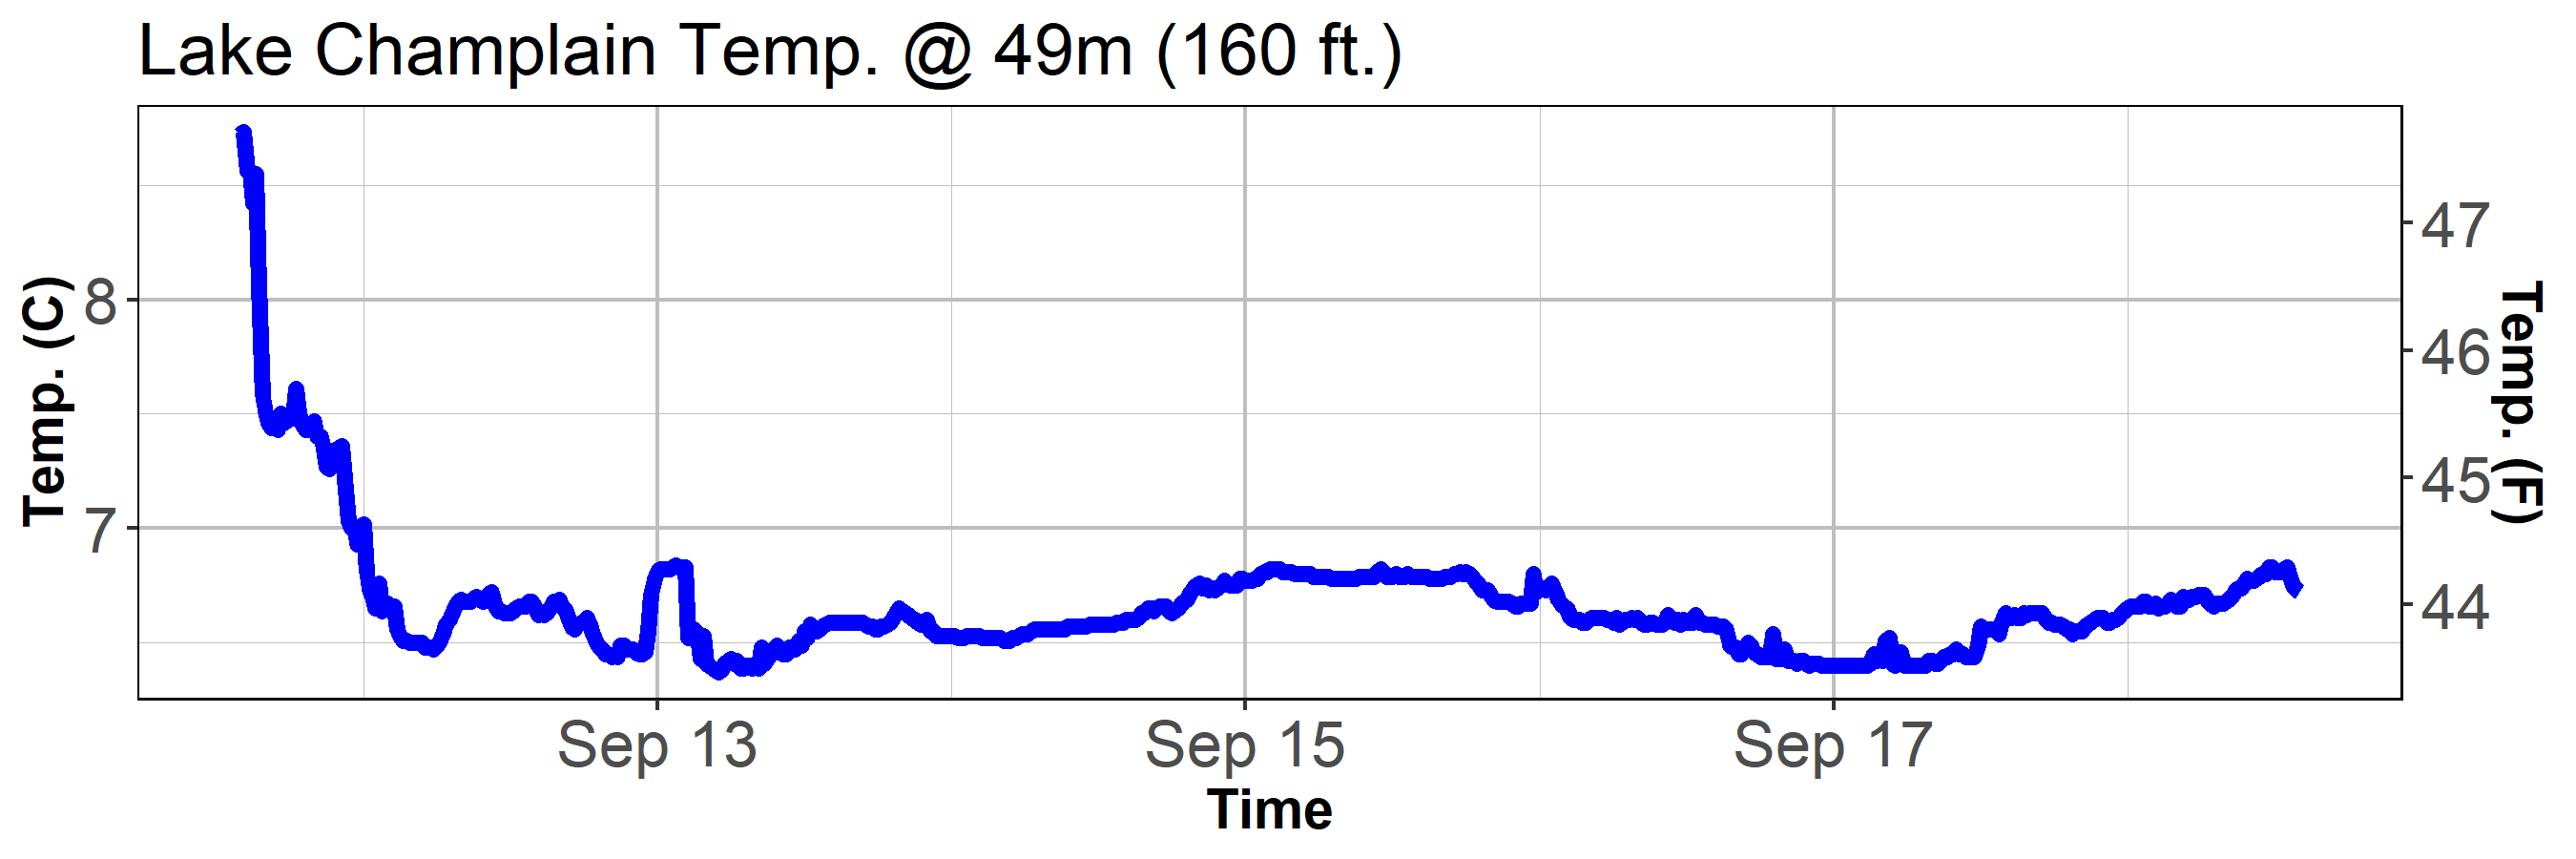 Lake Champlain Temp. @ 49m (160 ft.)
Temp. (C)
8
7
47
46
45
44
Temp. (F)
Sep 13
Sep 15
Sep 17
Time